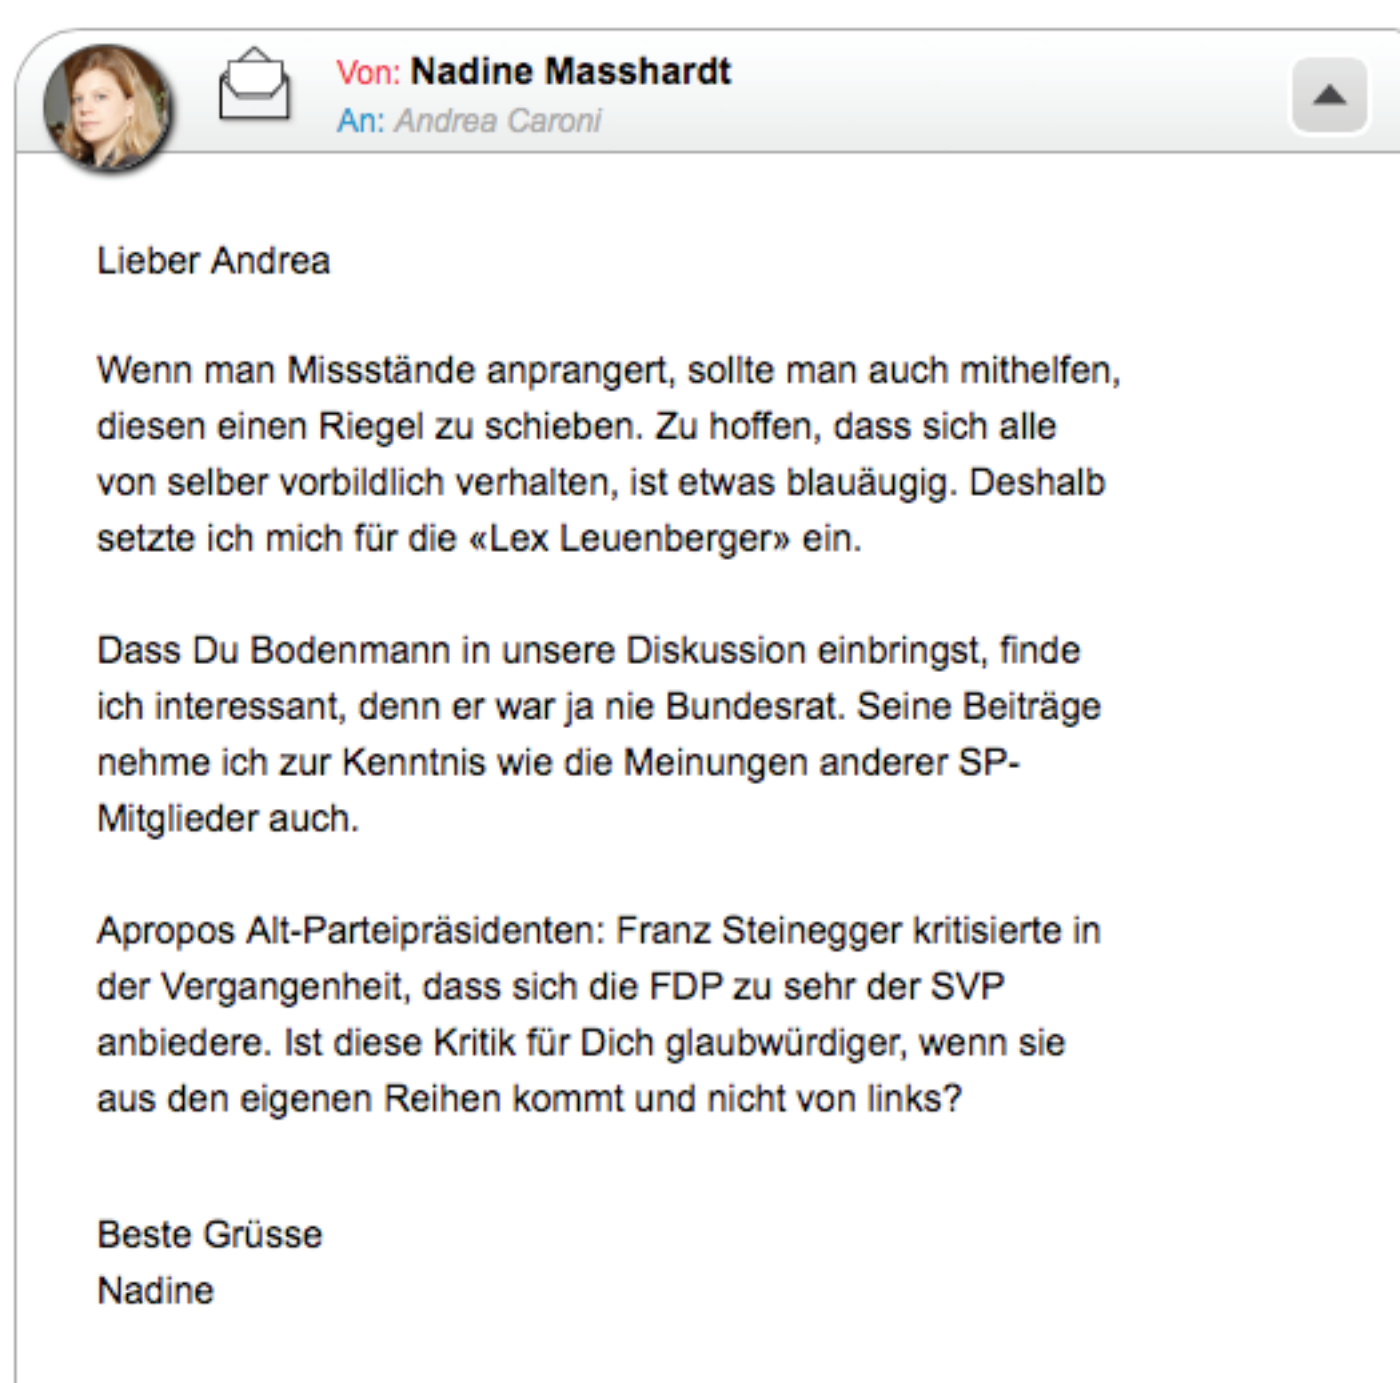 Von: Nadine Masshardt
An: Andrea Caroni
Lieber Andrea
Wenn man Missstände anprangert, sollte man auch mithelfen,
diesen einen Riegel zu schieben. Zu hoffen, dass sich alle
von selber vorbildlich verhalten, ist etwas blauäugig. Deshalb
setzte ich mich für die «Lex Leuenberger» ein.
Dass Du Bodenmann in unsere Diskussion einbringst, finde
ich interessant, denn er war ja nie Bundesrat. Seine Beiträge
nehme ich zur Kenntnis wie die Meinungen anderer SP-
Mitglieder auch.
Apropos Alt-Parteipräsidenten: Franz Steinegger kritisierte in
der Vergangenheit, dass sich die FDP zu sehr der SVP
anbiedere. Ist diese Kritik für Dich glaubwürdiger, wenn sie
aus den eigenen Reihen kommt und nicht von links?
Beste Grüsse
Nadine